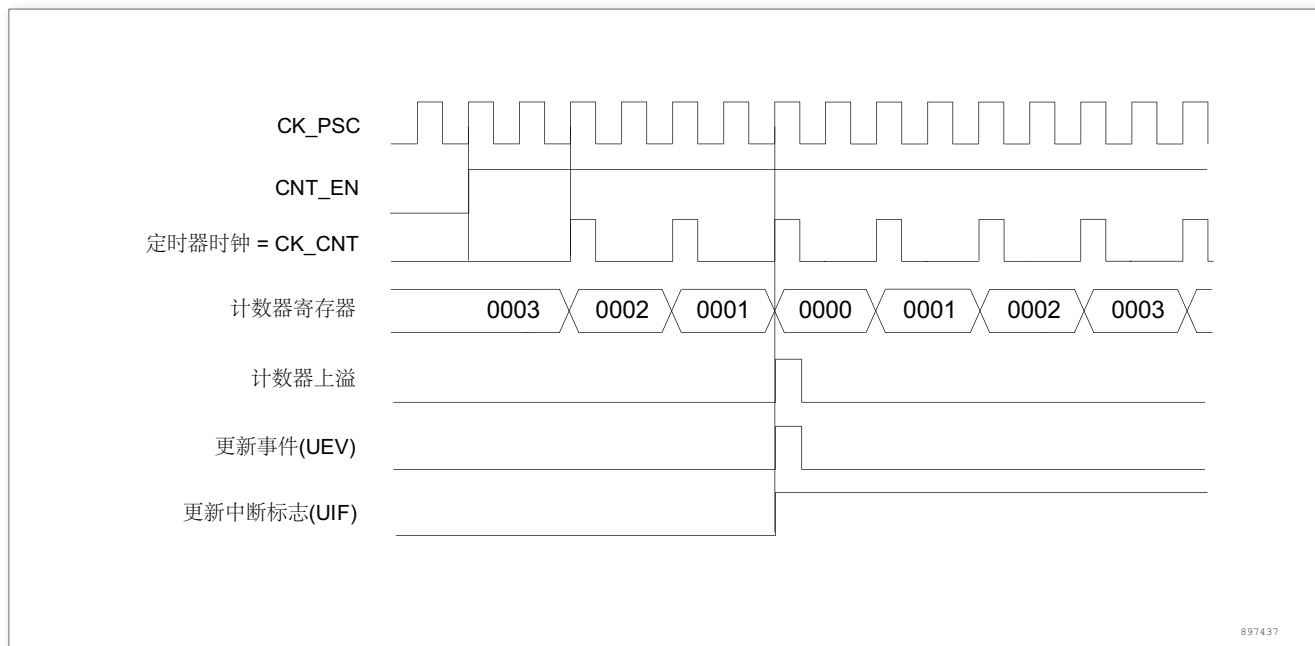 CK_PSC
CNT_EN
定时器时钟 = CK_CNT
计数器寄存器 0003 0002 0001 0000 0001 0002 0003
计数器上溢
更新事件(UEV)
更新中断标志(UIF)
897437